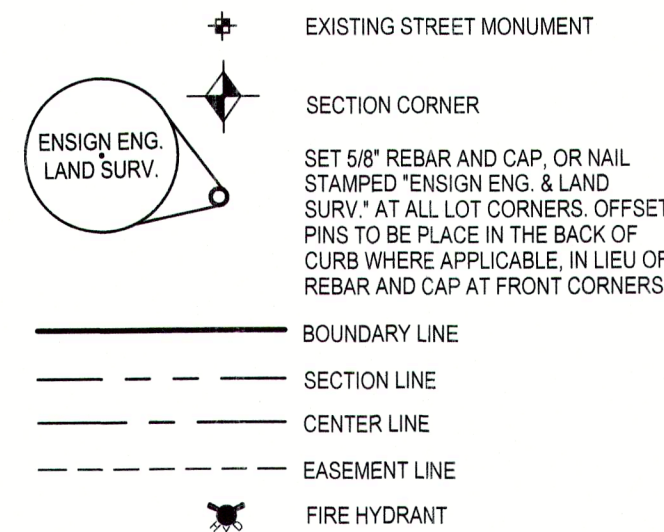 EXISTING STREET MONUMENT
SECTION CORNER
ENSIGN ENG.
LAND SURV.
SET 5/8" REBAR AND CAP, OR NAIL
STAMPED "ENSIGN ENG. & LAND
SURV." AT ALL LOT CORNERS. OFFSET
PINS TO BE PLACE IN THE BACK OF
CURB WHERE APPLICABLE, IN LIEU OF
REBAR AND CAP AT FRONT CORNERS
BOUNDARY LINE
SECTION LINE
CENTER LINE
EASEMENT LINE
FIRE HYDRANT